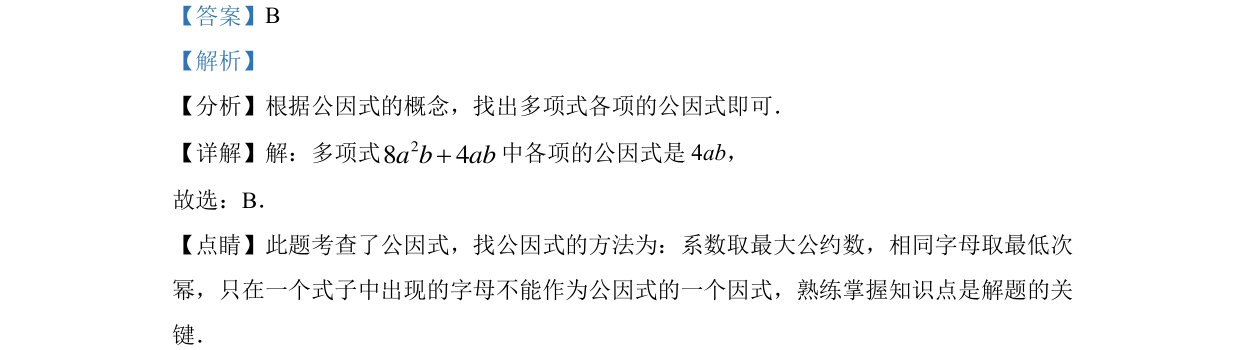 【答案】B
【解析】
【分析】根据公因式的概念，找出多项式各项的公因式即可．
【详解】解：多项式8a²b+4ab中各项的公因式是 4ab，
故选：B．
【点睛】此题考查了公因式，找公因式的方法为：系数取最大公约数，相同字母取最低次
幂，只在一个式子中出现的字母不能作为公因式的一个因式，熟练掌握知识点是解题的关
键．